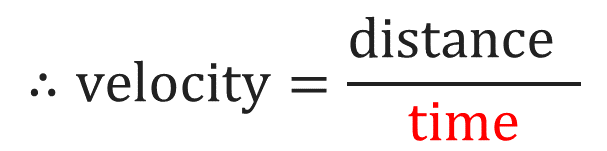 ∴ velocity = distance
time